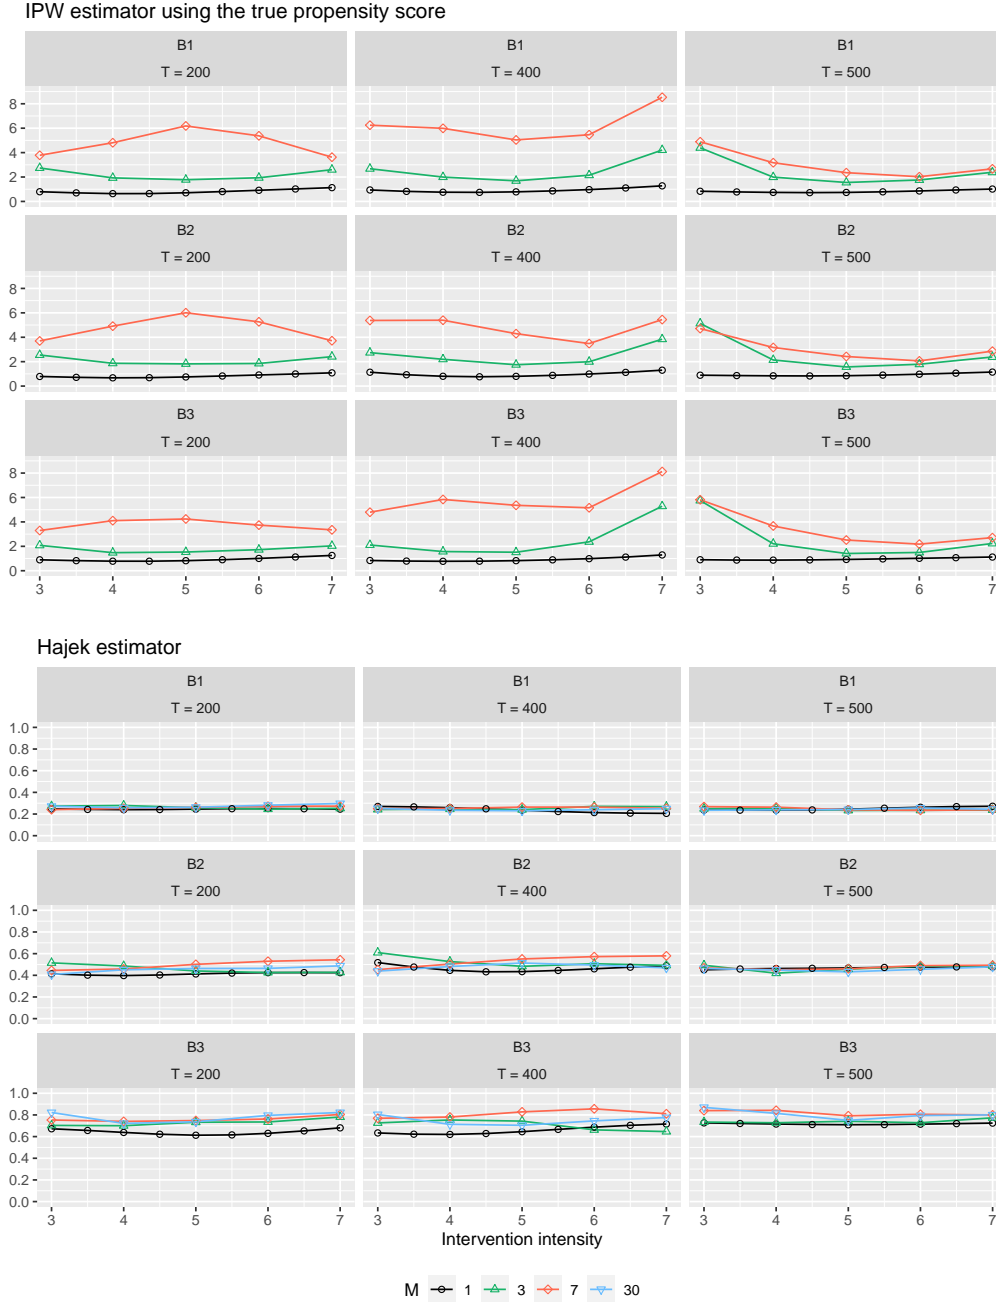 IPW estimator using the true propensity score
B1 B1 B1
T = 200 T = 400 T = 500
8
6
4
2
0
B2 B2 B2
T = 200 T = 400 T = 500
8
6
4
2
0
B3 B3 B3
T = 200 T = 400 T = 500
8
6
4
2
0
3 4 5 6 7 3 4 5 6 7 3 4 5 6 7
Hajek estimator
B1 B1 B1
T = 200 T = 400 T = 500
1.0
0.8
0.6
0.4
0.2
0.0
B2 B2 B2
T = 200 T = 400 T = 500
1.0
0.8
0.6
0.4
0.2
0.0
B3 B3 B3
T = 200 T = 400 T = 500
1.0
0.8
0.6
0.4
0.2
0.0
3 4 5 6 7 3 4 5 6 7 3 4 5 6 7
Intervention intensity
M 1 3 7 30